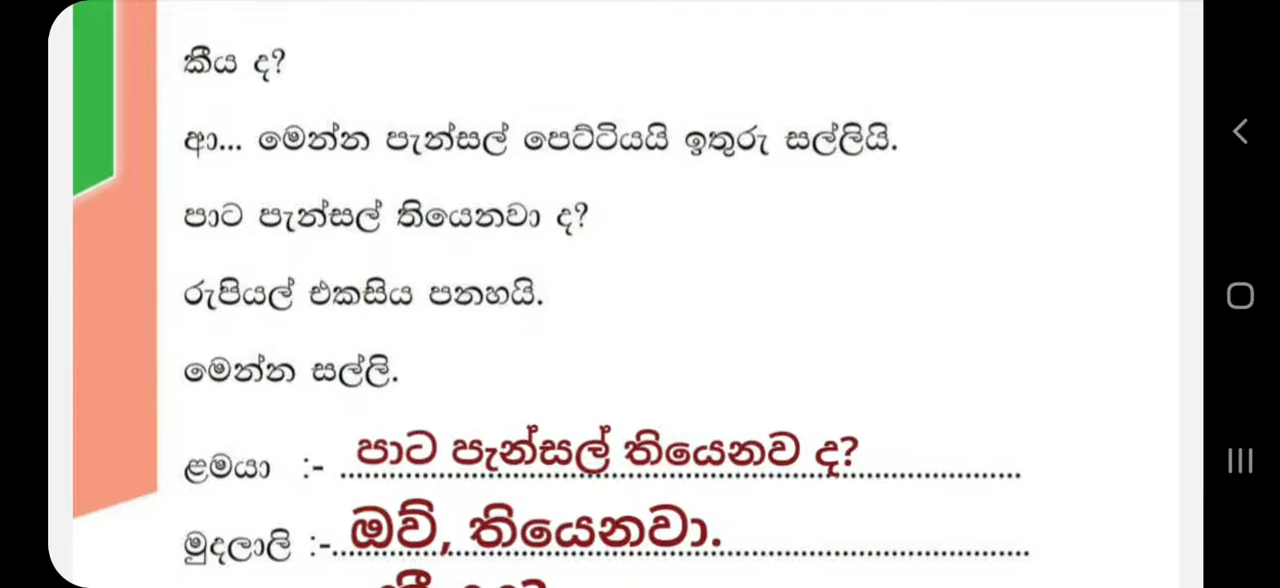 කීය ද?
ආ... මෙන්න පැන්සල් පෙට්ටියයි ඉතුරු සල්ලියි.
පාට පැන්සල් තියෙනවා ද?
රුපියල් එකසිය පනහයි.
මෙන්න සල්ලි.
ළමයා :- පාට පැන්සල් තියෙනව ද?
මුදලාලි :- ඔව්, තියෙනවා.